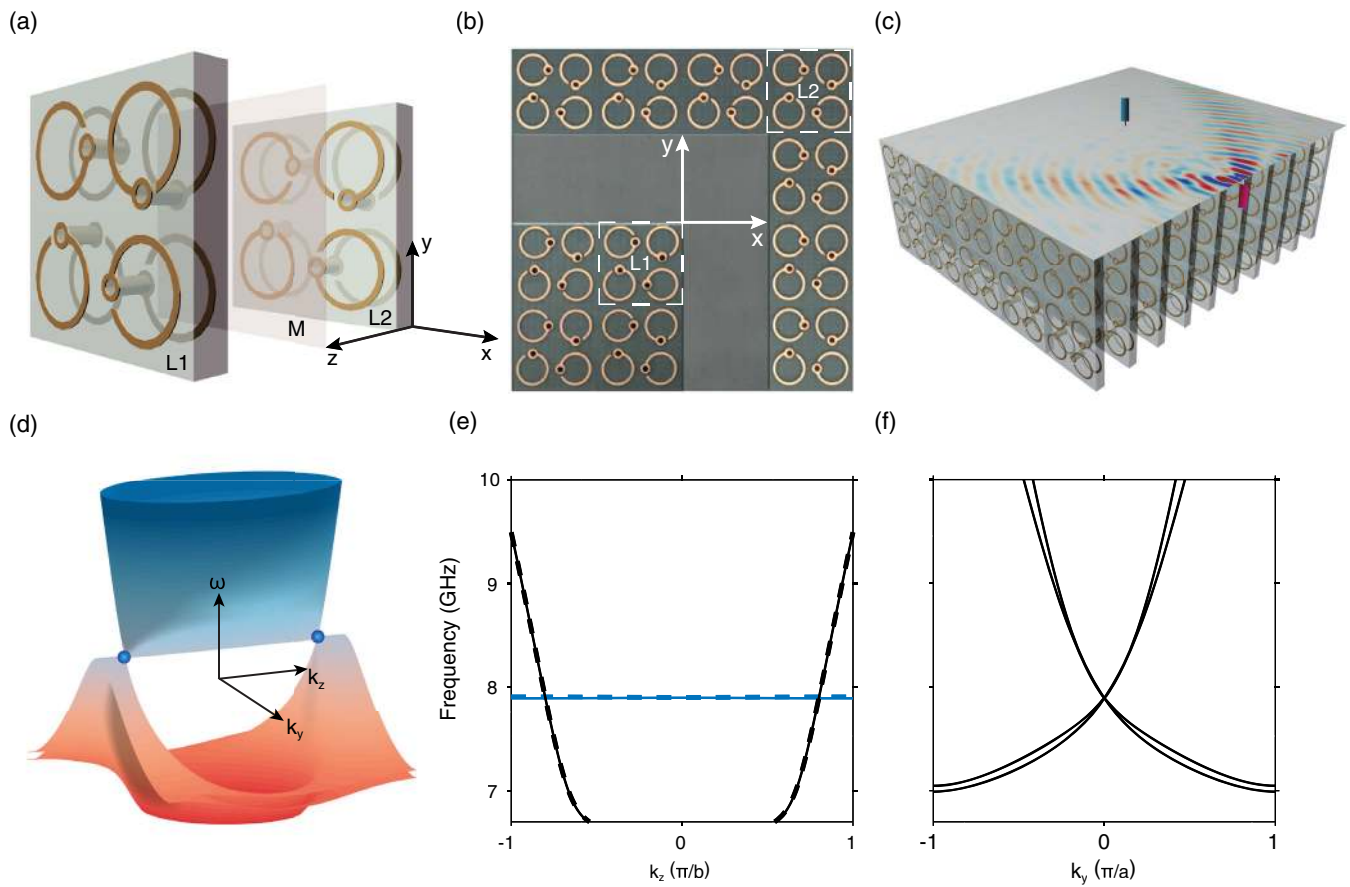 (a)
L1
M
L2
y
z
x
(b)
L2
y
x
L1
(c)
(d)
ω
kz
ky
(e)
Frequency (GHz)
10
9
8
7
-1
0
1
kz (π/b)
(f)
-1
0
1
ky (π/a)